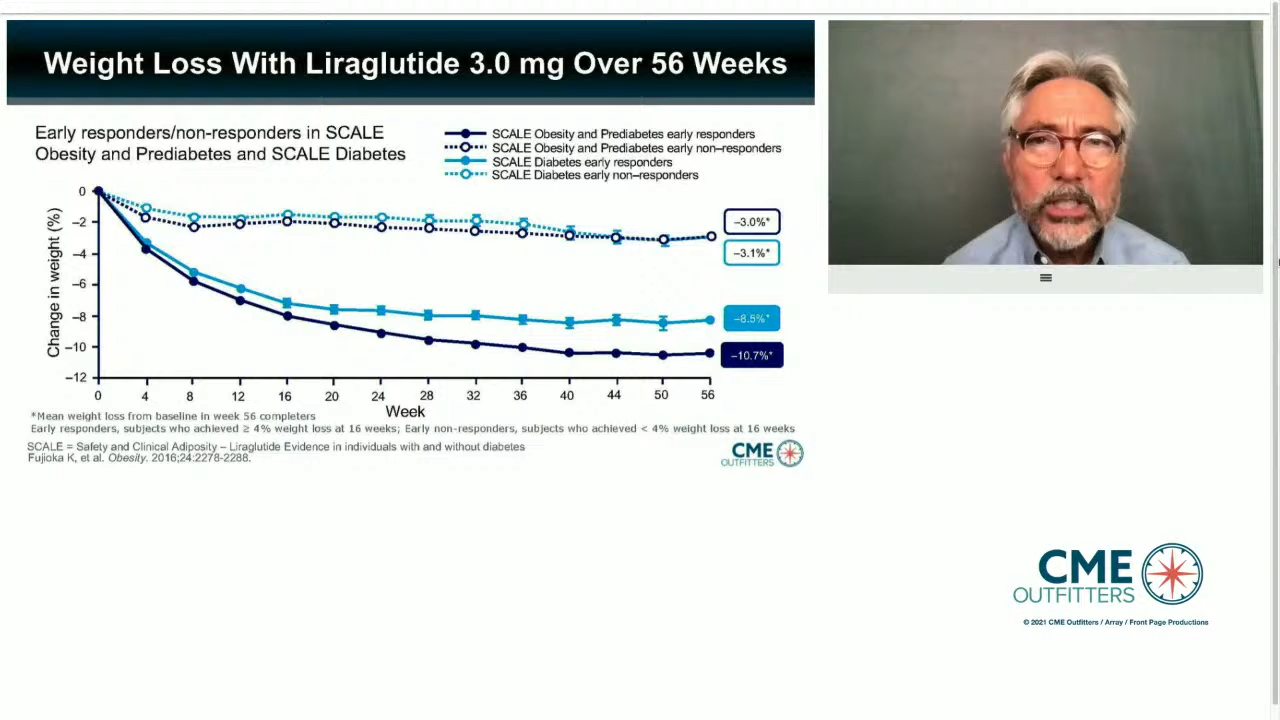 Weight Loss With Liraglutide 3.0 mg Over 56 Weeks
Early responders/non-responders in SCALE
Obesity and Prediabetes and SCALE Diabetes
SCALE Obesity and Prediabetes early responders
SCALE Obesity and Prediabetes early non–responders
SCALE Diabetes early responders
SCALE Diabetes early non–responders
Change in weight (%)
0
−2
−4
−6
−8
−10
−12
−3.0%*
−3.1%*
−8.5%*
−10.7%*
0 4 8 12 16 20 24 28 32 36 40 44 50 56
Week
*Mean weight loss from baseline in week 56 completers
Early responders, subjects who achieved ≥ 4% weight loss at 16 weeks; Early non-responders, subjects who achieved < 4% weight loss at 16 weeks
SCALE = Safety and Clinical Adiposity – Liraglutide Evidence in individuals with and without diabetes
Fujioka K, et al. Obesity. 2016;24:2278-2288.
CME
OUTFITTERS
CME
OUTFITTERS
© 2021 CME Outfitters / Array / Front Page Productions